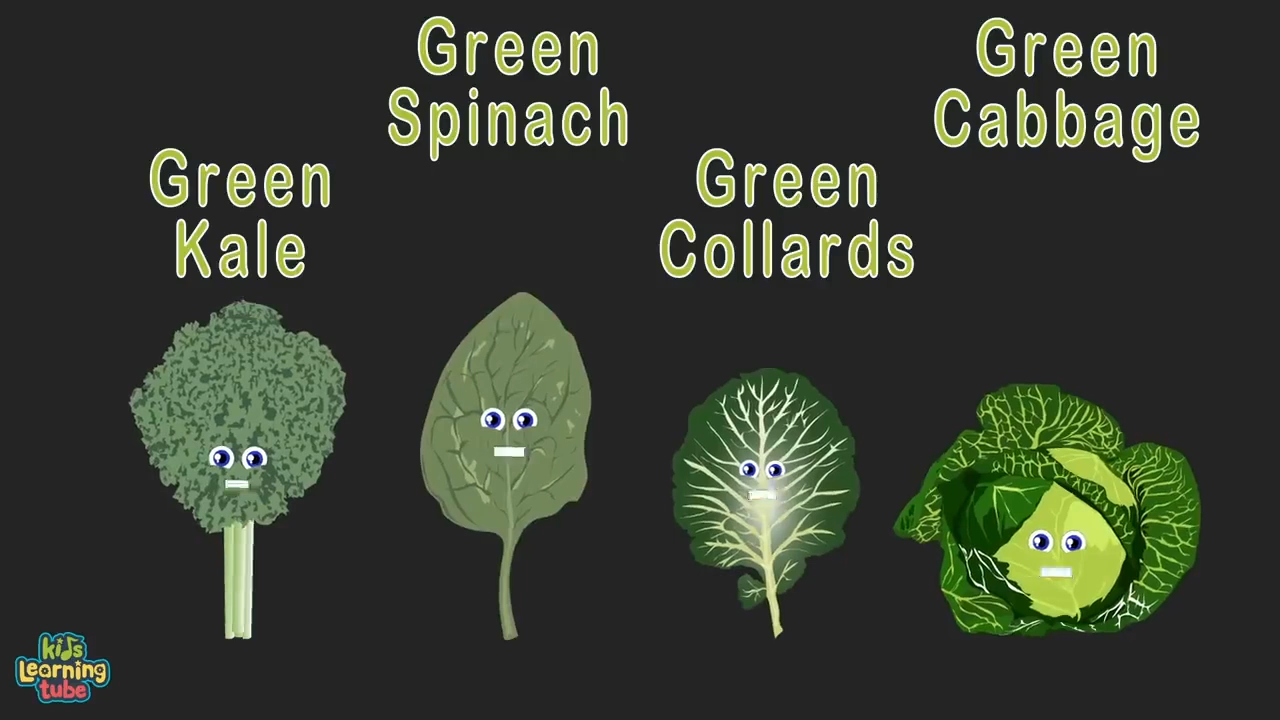 Green
Kale
Green
Spinach
Green
Collards
Green
Cabbage
kids
Learning
tube